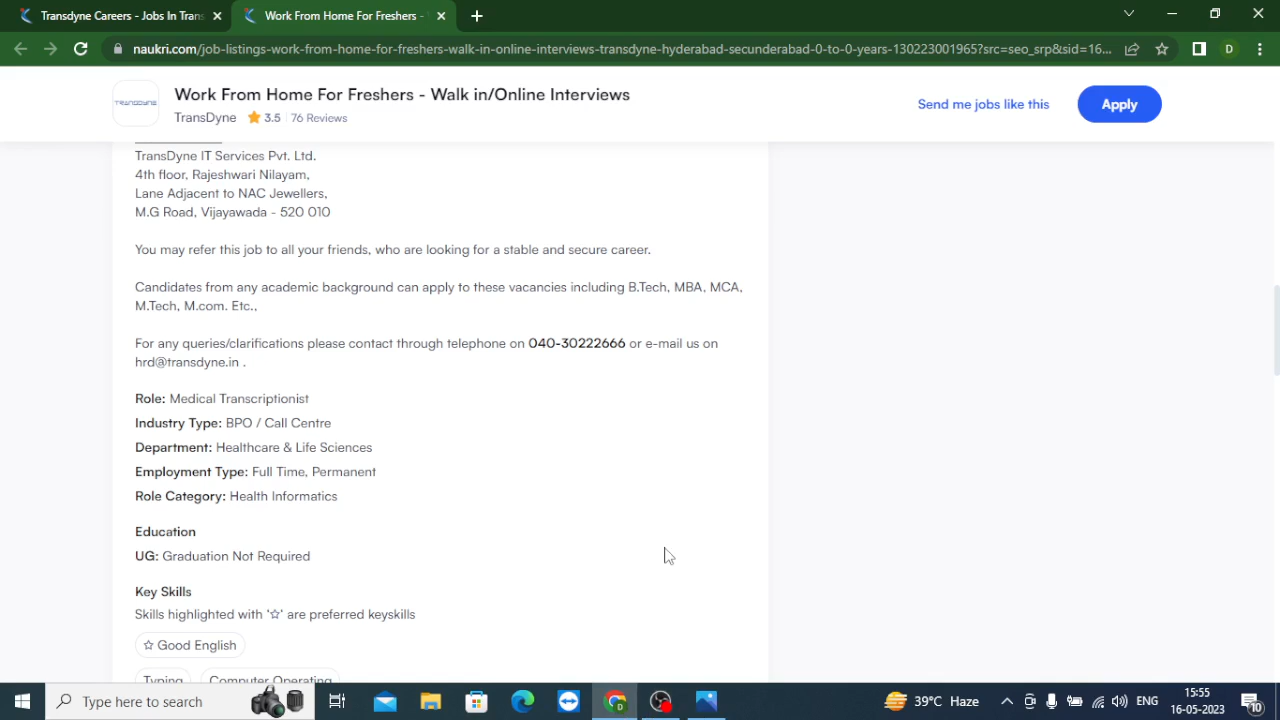 Transdyne Careers - Jobs In Trans
Work From Home For Freshers -
naukri.com/job-listings-work-from-home-for-freshers-walk-in-online-interviews-transdyne-hyderabad-secunderabad-0-to-0-years-130223001965?src=seo_srp&sid=16...
D
TRANSDYNE
Work From Home For Freshers - Walk in/Online Interviews
TransDyne 3.5 76 Reviews
Send me jobs like this
Apply
TransDyne IT Services Pvt. Ltd.
4th floor, Rajeshwari Nilayam,
Lane Adjacent to NAC Jewellers,
M.G Road, Vijayawada - 520 010
You may refer this job to all your friends, who are looking for a stable and secure career.
Candidates from any academic background can apply to these vacancies including B.Tech, MBA, MCA,
M.Tech, M.com. Etc.,
For any queries/clarifications please contact through telephone on 040-30222666 or e-mail us on
hrd@transdyne.in .
Role: Medical Transcriptionist
Industry Type: BPO / Call Centre
Department: Healthcare & Life Sciences
Employment Type: Full Time, Permanent
Role Category: Health Informatics
Education
UG: Graduation Not Required
Key Skills
Skills highlighted with ‘☆‘ are preferred keyskills
☆ Good English
Typing Computer Operating
Type here to search
39°C Haze
ENG
15:55
16-05-2023
10